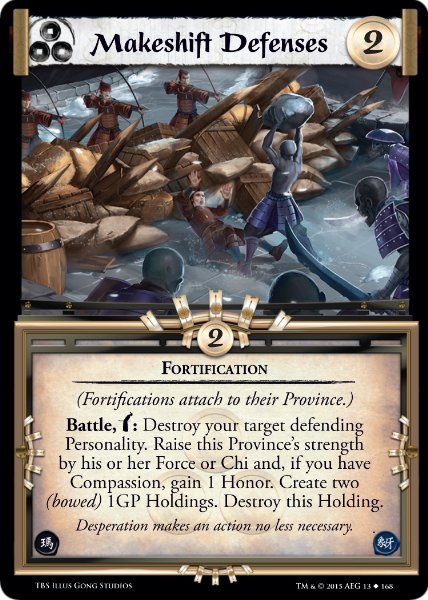 Makeshift Defenses
2
2
Fortification
(Fortifications attach to their Province.)
Battle, : Destroy your target defending
Personality. Raise this Province's strength
by his or her Force or Chi and, if you have
Compassion, gain 1 Honor. Create two
(bowed) 1GP Holdings. Destroy this Holding.
Desperation makes an action no less necessary.
瑪
象牙
TBS Illus Gong Studios
TM & © 2015 AEG 13 ◆ 168